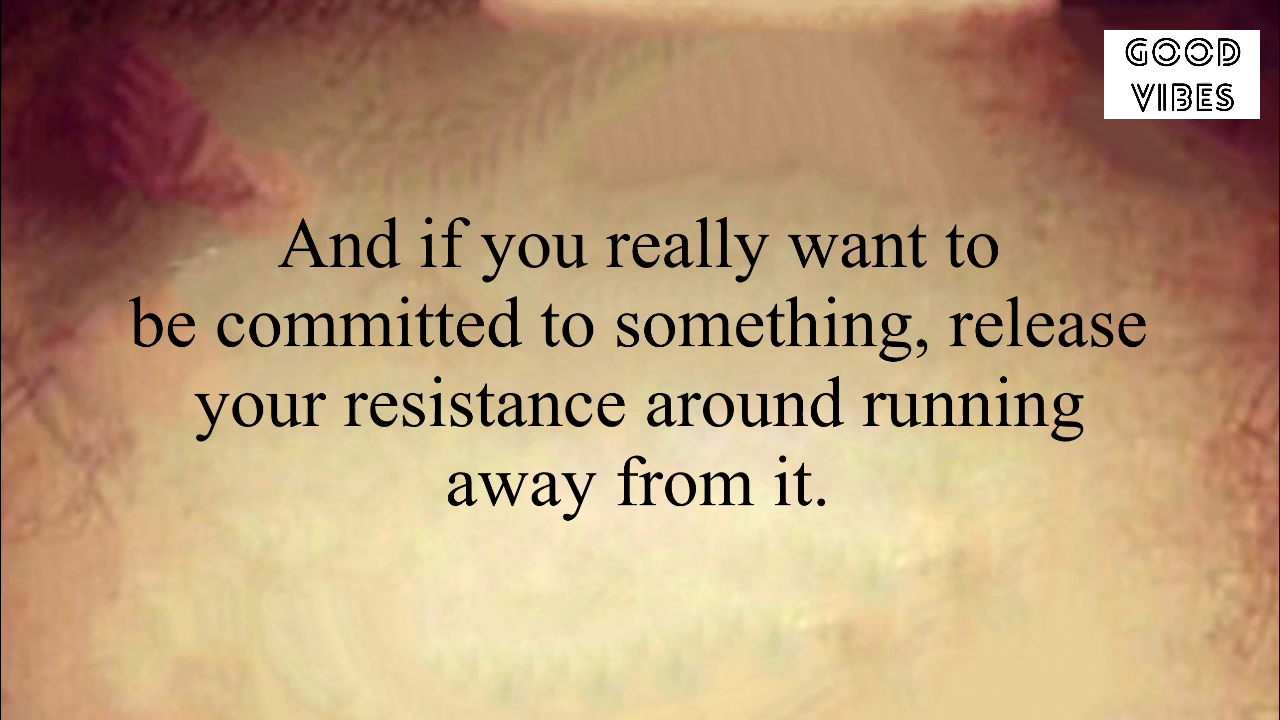 GOOD
VIBES
And if you really want to
be committed to something, release
your resistance around running
away from it.